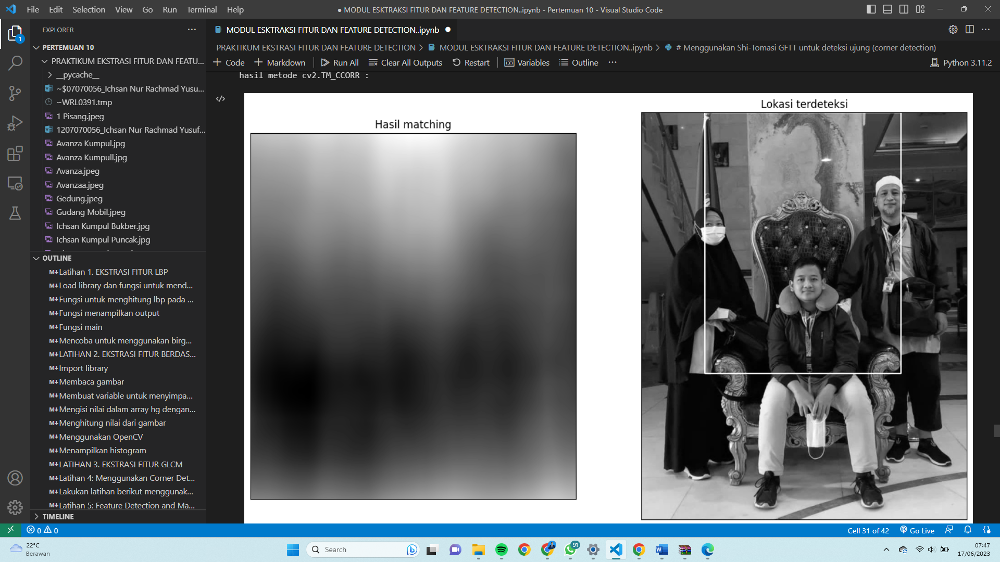 File Edit Selection View Go Run Terminal Help
● MODUL ESKTRAKSI FITUR DAN FEATURE DETECTION..ipynb - Pertemuan 10 - Visual Studio Code
EXPLORER
MODUL ESKTRAKSI FITUR DAN FEATURE DETECTION..ipynb
PERTEMUAN 10
PRAKTIKUM EKSTRASI FITUR DAN FEATURE DETECTION > MODUL ESKTRAKSI FITUR DAN FEATURE DETECTION..ipynb > # Menggunakan Shi-Tomasi GFTT untuk deteksi ujung (corner detection)
+ Code + Markdown Run All Clear All Outputs Restart Variables Outline ... Python 3.11.2
PRAKTIKUM EKSTRASI FITUR DAN FEATU...
__pycache__
~$07070056_Ichsan Nur Rachmad Yusu...
~WRL0391.tmp
1 Pisang.jpeg
1207070056_Ichsan Nur Rachmad Yusuf...
Avanza Kumpul.jpg
Avanza Kumpull.jpg
Avanza.jpeg
Avanzaa.jpeg
Gedung.jpeg
Gudang Mobil.jpeg
Ichsan Kumpul Bukber.jpg
Ichsan Kumpul Puncak.jpg
OUTLINE
Latihan 1. EKSTRASI FITUR LBP
Load library dan fungsi untuk mend...
Fungsi untuk menghitung lbp pada ...
Fungsi menampilkan output
Fungsi main
Mencoba untuk menggunakan birg...
LATIHAN 2. EKSTRASI FITUR BERDAS...
Import library
Membaca gambar
Membuat variable untuk menyimpa...
Mengisi nilai dalam array hg dengan...
Menghitung nilai dari gambar
Menggunakan OpenCV
Menampilkan histogram
LATIHAN 3. EKSTRASI FITUR GLCM
Latihan 4: Menggunakan Corner Det...
Lakukan latihan berikut menggunak...
Latihan 5: Feature Detection and Ma...
TIMELINE
hasil metode cv2.TM_CCORR :
Hasil matching
Lokasi terdeteksi
0 0
Cell 31 of 42 Go Live
22°C
Berawan
Search
91
07:47
17/06/2023